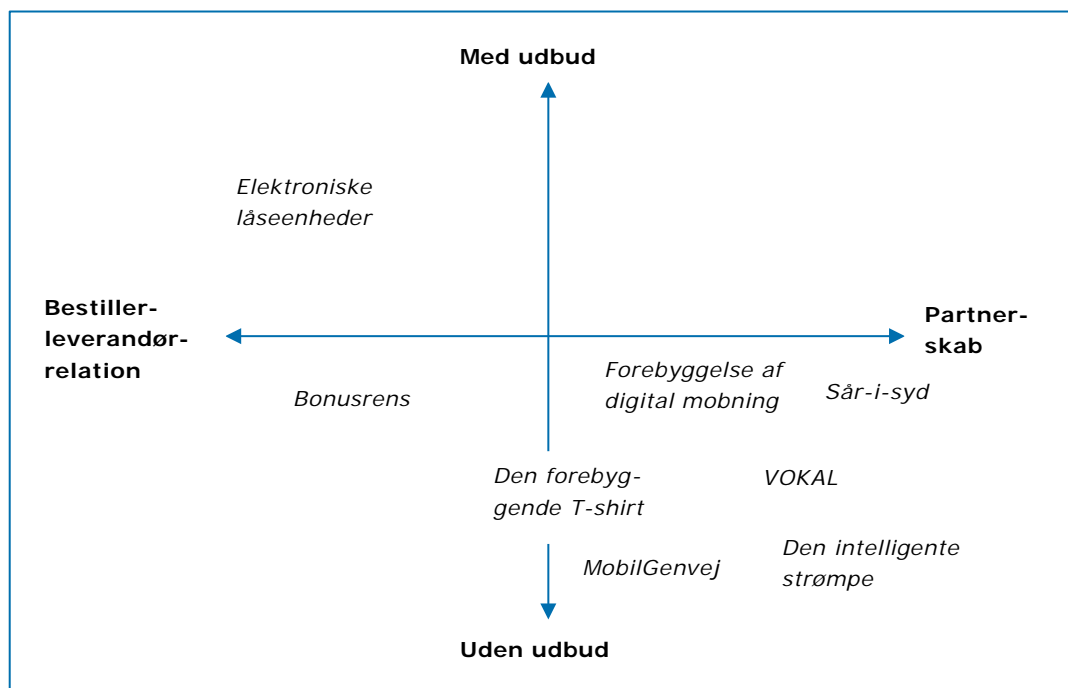 Med udbud
Elektroniske
låseenheder
Bestiller-
leverandør-
relation
Partner-
skab
Bonusrens
Forebyggelse af
digital mobning
Sår-i-syd
Den forebyg-
gende T-shirt
VOKAL
MobilGenvej
Den intelligente
strømpe
Uden udbud